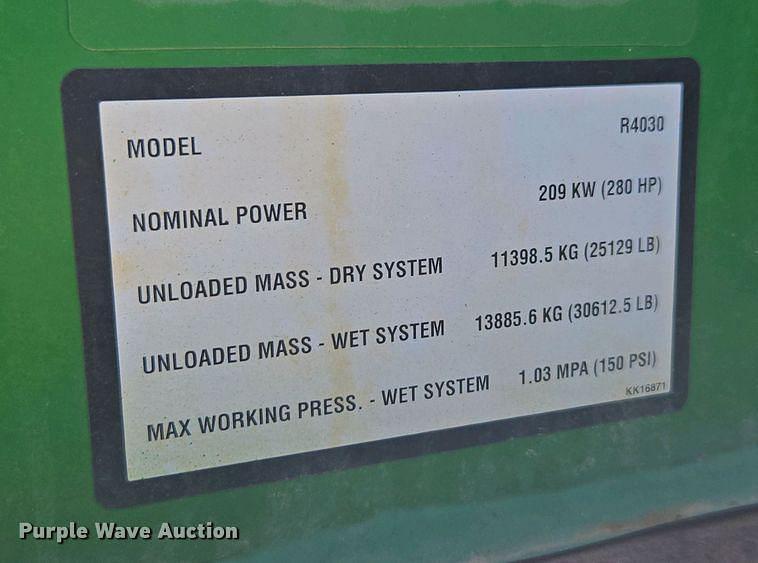 MODEL R4030
NOMINAL POWER 209 KW (280 HP)
UNLOADED MASS - DRY SYSTEM 11398.5 KG (25129 LB)
UNLOADED MASS - WET SYSTEM 13885.6 KG (30612.5 LB)
MAX WORKING PRESS. - WET SYSTEM 1.03 MPA (150 PSI)
KK16871
Purple Wave Auction